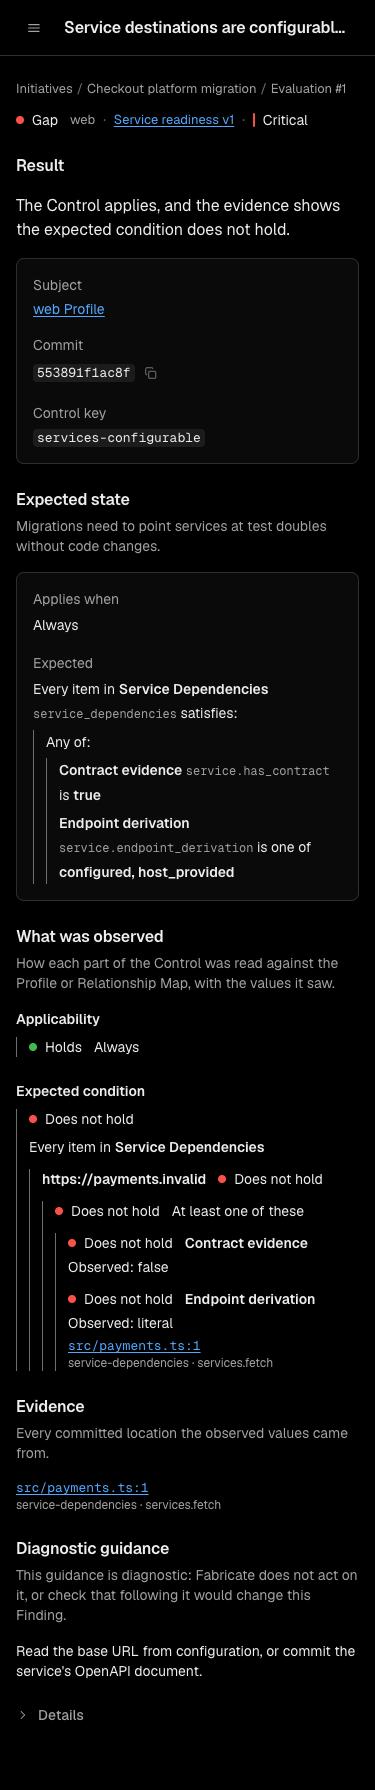 Service destinations are configurabl...
Initiatives / Checkout platform migration / Evaluation #1
Gap web · Service readiness v1 · Critical
Result
The Control applies, and the evidence shows
the expected condition does not hold.
Subject
web Profile
Commit
553891f1ac8f
Control key
services-configurable
Expected state
Migrations need to point services at test doubles
without code changes.
Applies when
Always
Expected
Every item in Service Dependencies
service_dependencies satisfies:
Any of:
Contract evidence service.has_contract
is true
Endpoint derivation
service.endpoint_derivation is one of
configured, host_provided
What was observed
How each part of the Control was read against the
Profile or Relationship Map, with the values it saw.
Applicability
Holds Always
Expected condition
Does not hold
Every item in Service Dependencies
https://payments.invalid Does not hold
Does not hold At least one of these
Does not hold Contract evidence
Observed: false
Does not hold Endpoint derivation
Observed: literal
src/payments.ts:1
service-dependencies · services.fetch
Evidence
Every committed location the observed values came
from.
src/payments.ts:1
service-dependencies · services.fetch
Diagnostic guidance
This guidance is diagnostic: Fabricate does not act on
it, or check that following it would change this
Finding.
Read the base URL from configuration, or commit the
service's OpenAPI document.
Details